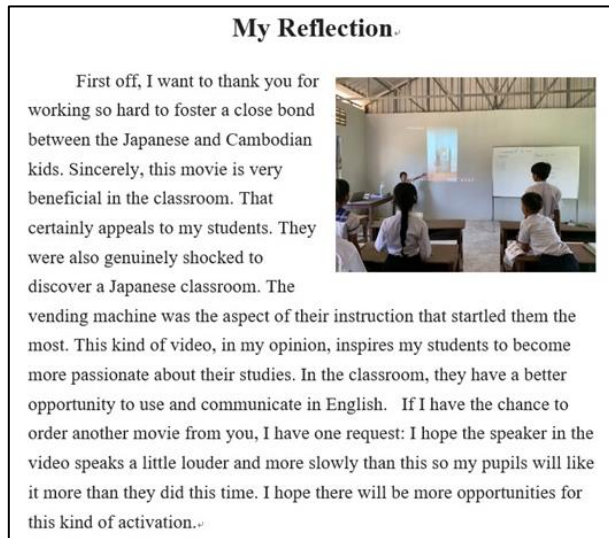 My Reflection
First off, I want to thank you for
working so hard to foster a close bond
between the Japanese and Cambodian
kids. Sincerely, this movie is very
beneficial in the classroom. That
certainly appeals to my students. They
were also genuinely shocked to
discover a Japanese classroom. The
vending machine was the aspect of their instruction that startled them the
most. This kind of video, in my opinion, inspires my students to become
more passionate about their studies. In the classroom, they have a better
opportunity to use and communicate in English.   If I have the chance to
order another movie from you, I have one request: I hope the speaker in the
video speaks a little louder and more slowly than this so my pupils will like
it more than they did this time. I hope there will be more opportunities for
this kind of activation.